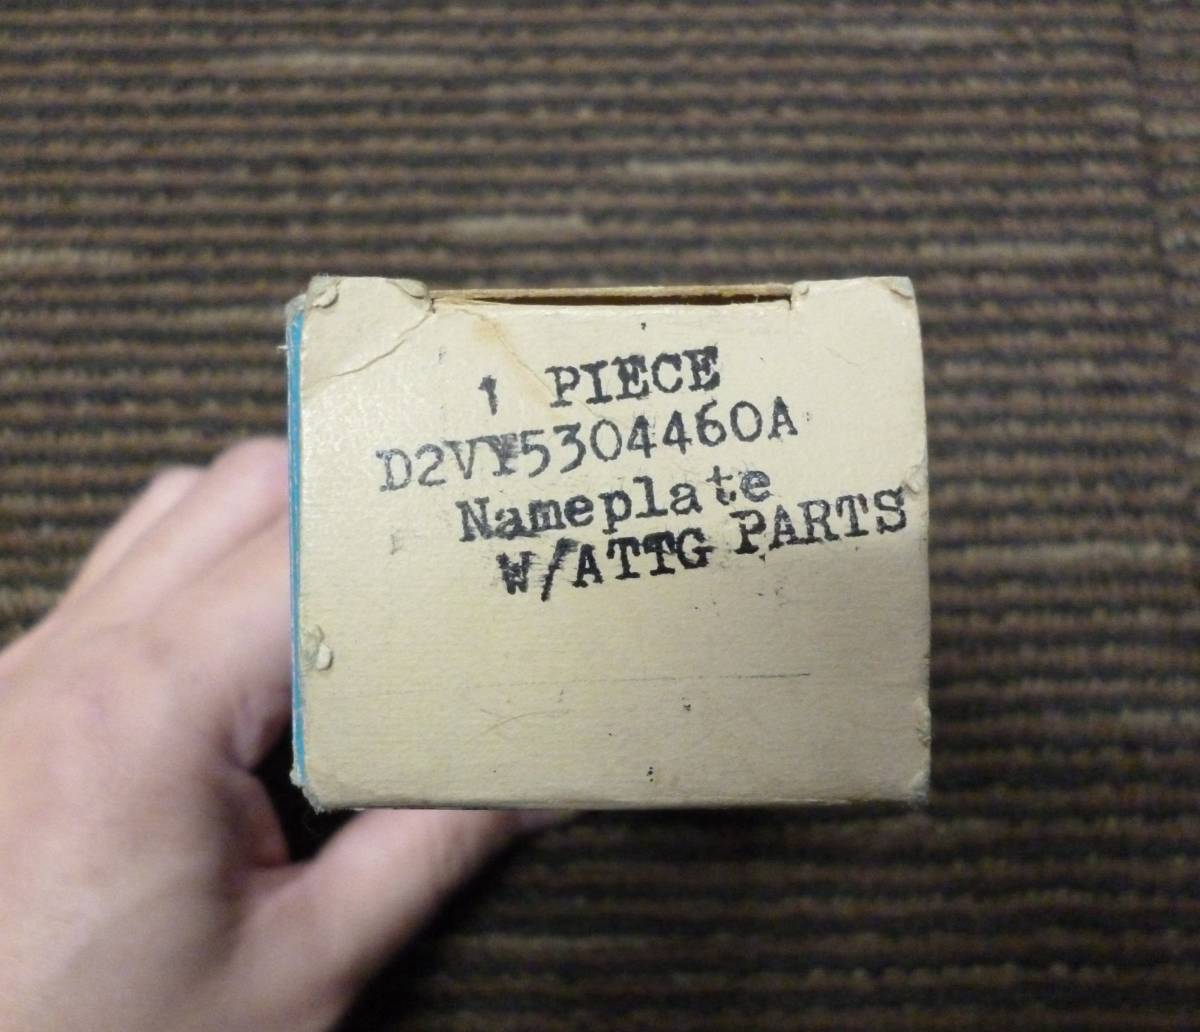 1 PIECE
D2VY5304460A
Nameplate
W/ATTG PARTS